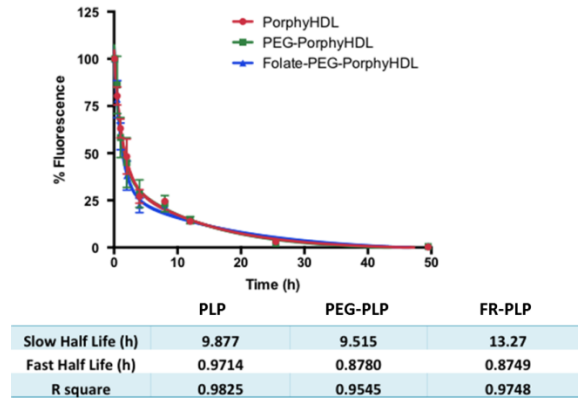 125
100
75
50
25
0
% Fluorescence
PorphyHDL
PEG-PorphyHDL
Folate-PEG-PorphyHDL
0 10 20 30 40 50
Time (h)
PLP PEG-PLP FR-PLP
Slow Half Life (h) 9.877 9.515 13.27
Fast Half Life (h) 0.9714 0.8780 0.8749
R square 0.9825 0.9545 0.9748